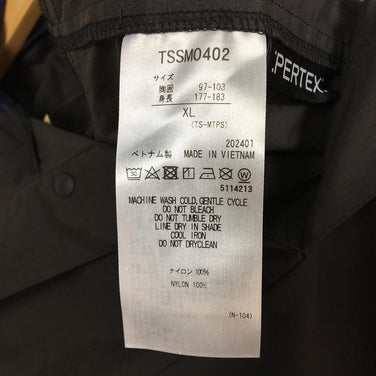 TSSM0402
サイズ
胸囲 97-103
身長 177-183
XL
(TS-MTPS)
202401
ベトナム製 MADE IN VIETNAM
5114213
MACHINE WASH COLD,GENTLE CYCLE
DO NOT BLEACH
DO NOT TUMBLE DRY
LINE DRY IN SHADE
COOL IRON
DO NOT DRYCLEAN
ナイロン 100%
NYLON 100%
(N-104)
PERTEX